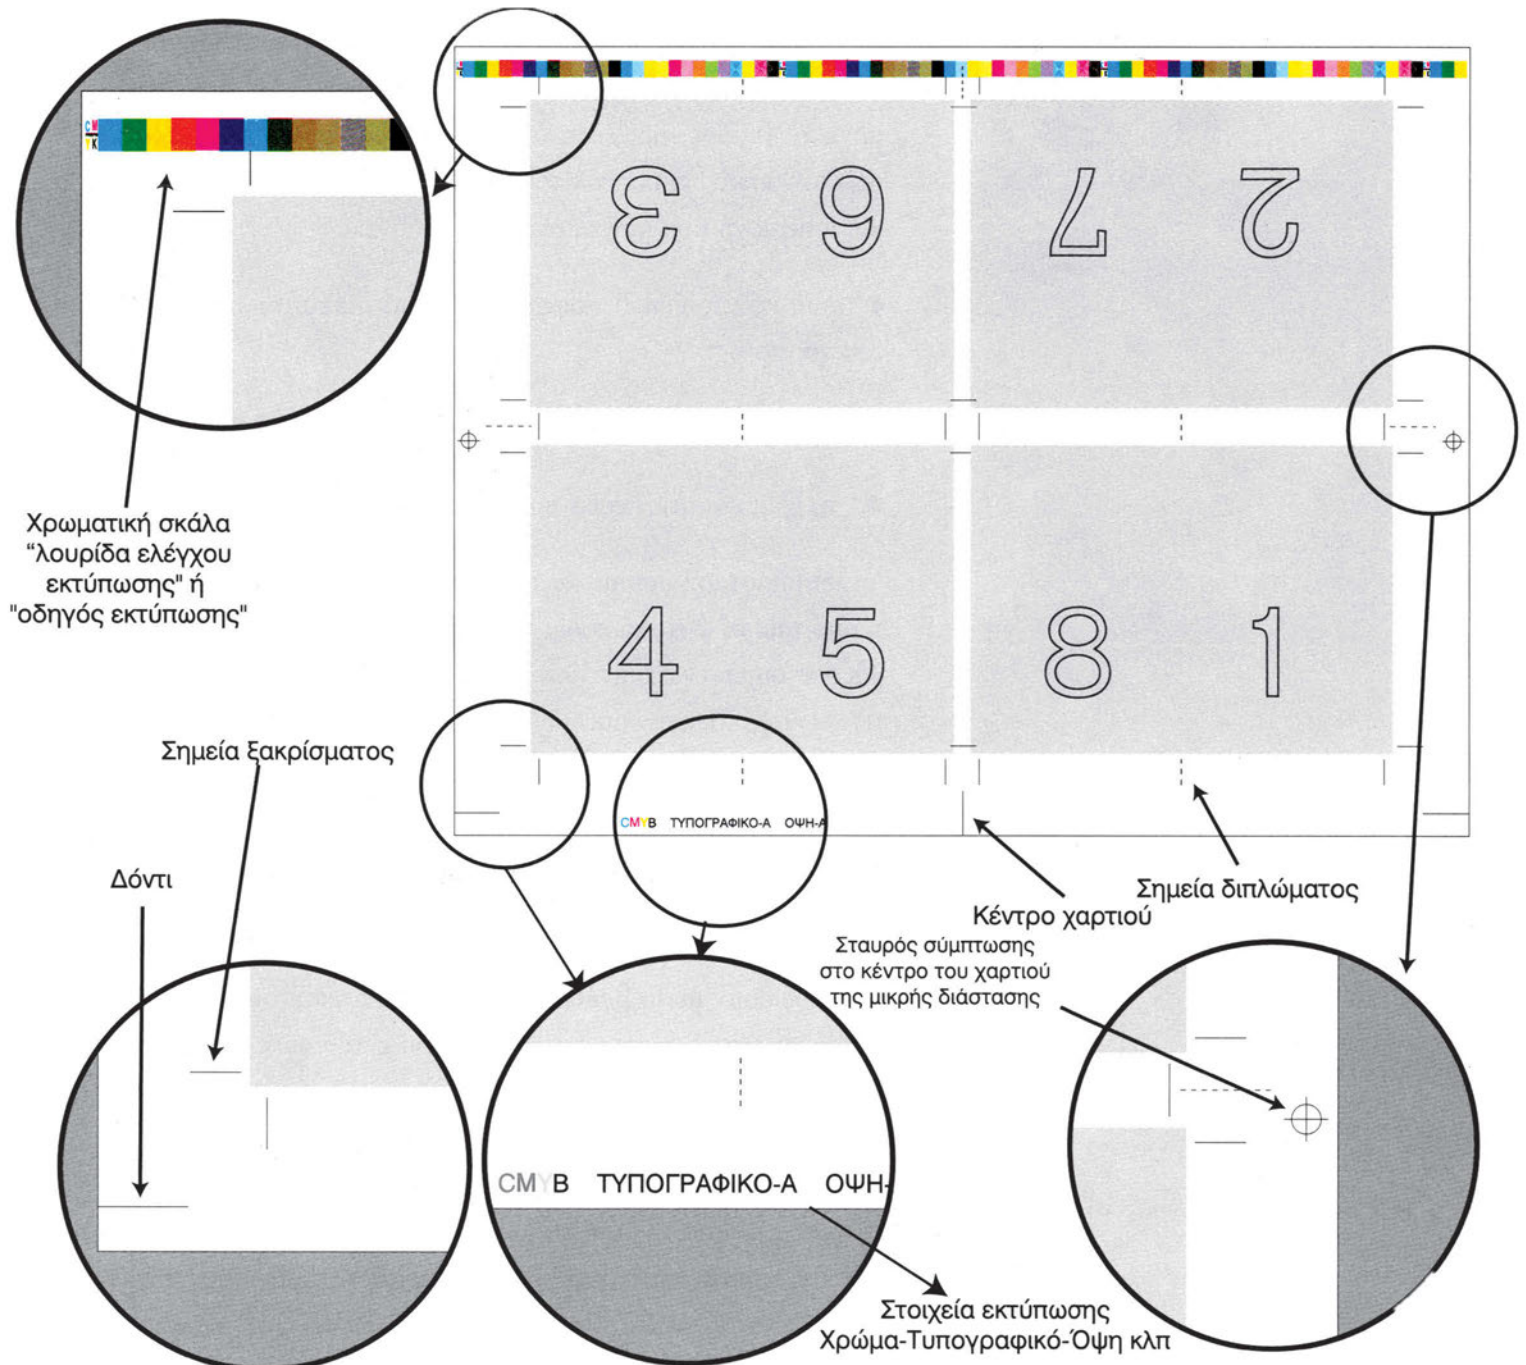 CM
YK
3 6 7 2
Χρωματική σκάλα
“λουρίδα ελέγχου
εκτύπωσης" ή
"οδηγός εκτύπωσης"
4 5 8 1
Σημεία ξακρίσματος
CMYB ΤΥΠΟΓΡΑΦΙΚΟ-Α ΟΨΗ-Α
Δόντι
Σημεία διπλώματος
Κέντρο χαρτιού
Σταυρός σύμπτωσης
στο κέντρο του χαρτιού
της μικρής διάστασης
CMYB ΤΥΠΟΓΡΑΦΙΚΟ-Α ΟΨΗ-
Στοιχεία εκτύπωσης
Χρώμα-Τυπογραφικό-Όψη κλπ